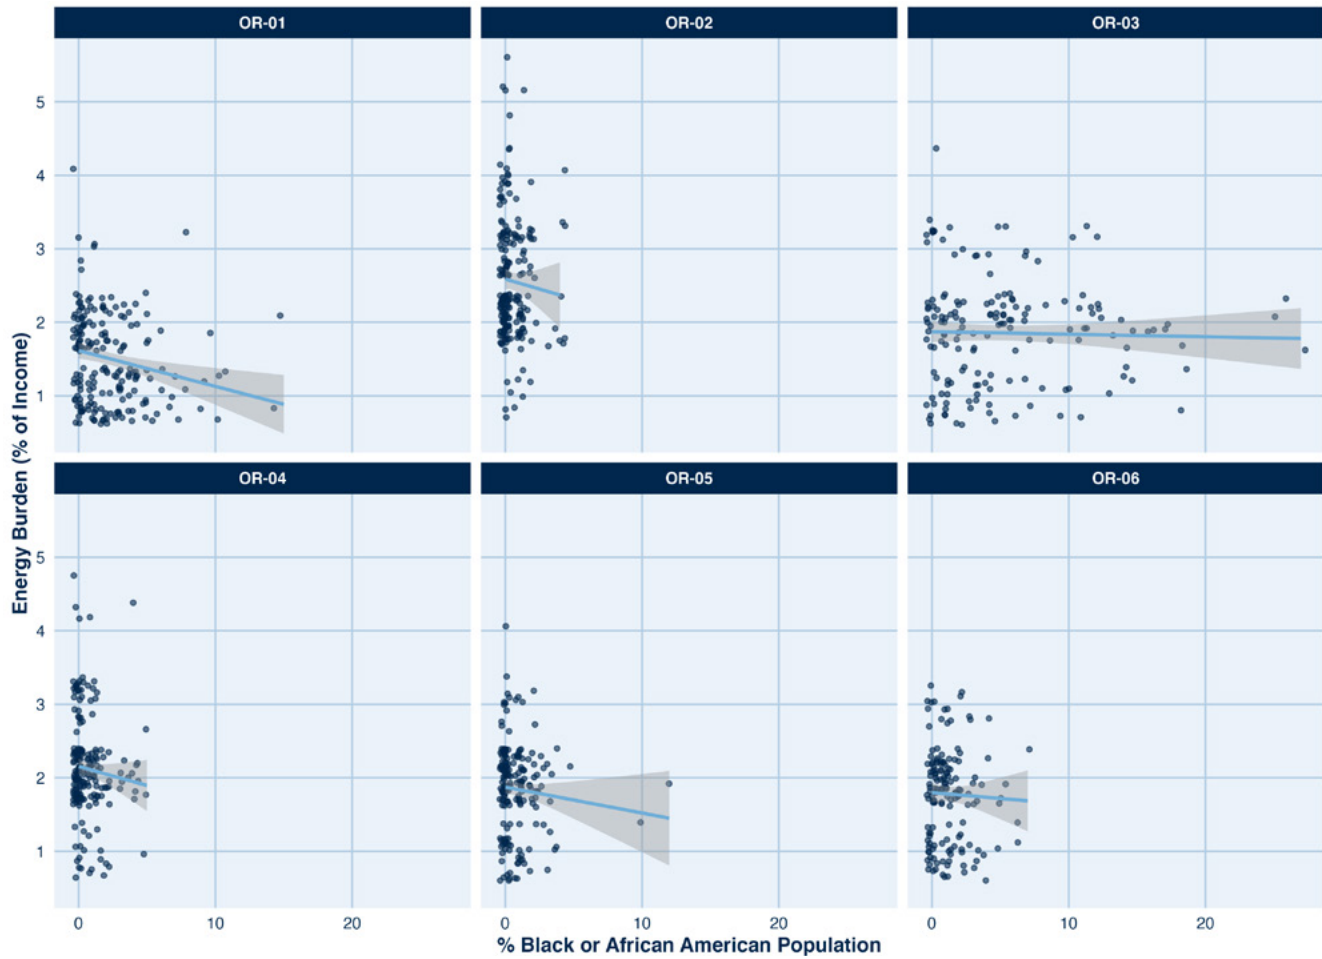 OR-01
OR-02
OR-03
5
4
3
2
1
Energy Burden (% of Income)
OR-04
OR-05
OR-06
5
4
3
2
1
0 10 20
0 10 20
0 10 20
% Black or African American Population